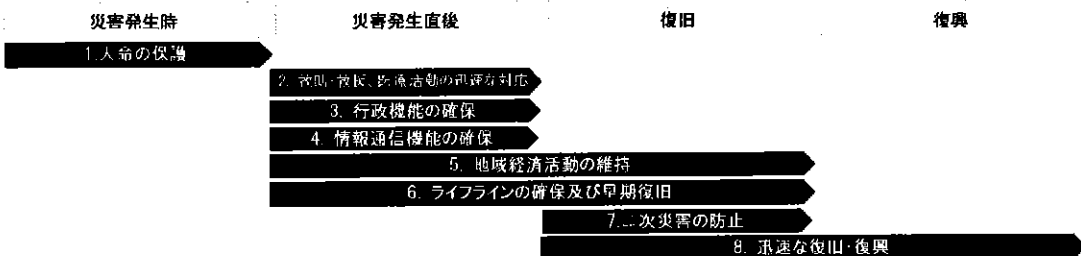 災害発生時 災害発生直後 復旧 復興
1.人命の保護
2. 救助・救援、医療活動の迅速な対応
3. 行政機能の確保
4. 情報通信機能の確保
5. 地域経済活動の維持
6. ライフラインの確保及び早期復旧
7.二次災害の防止
8. 迅速な復旧・復興